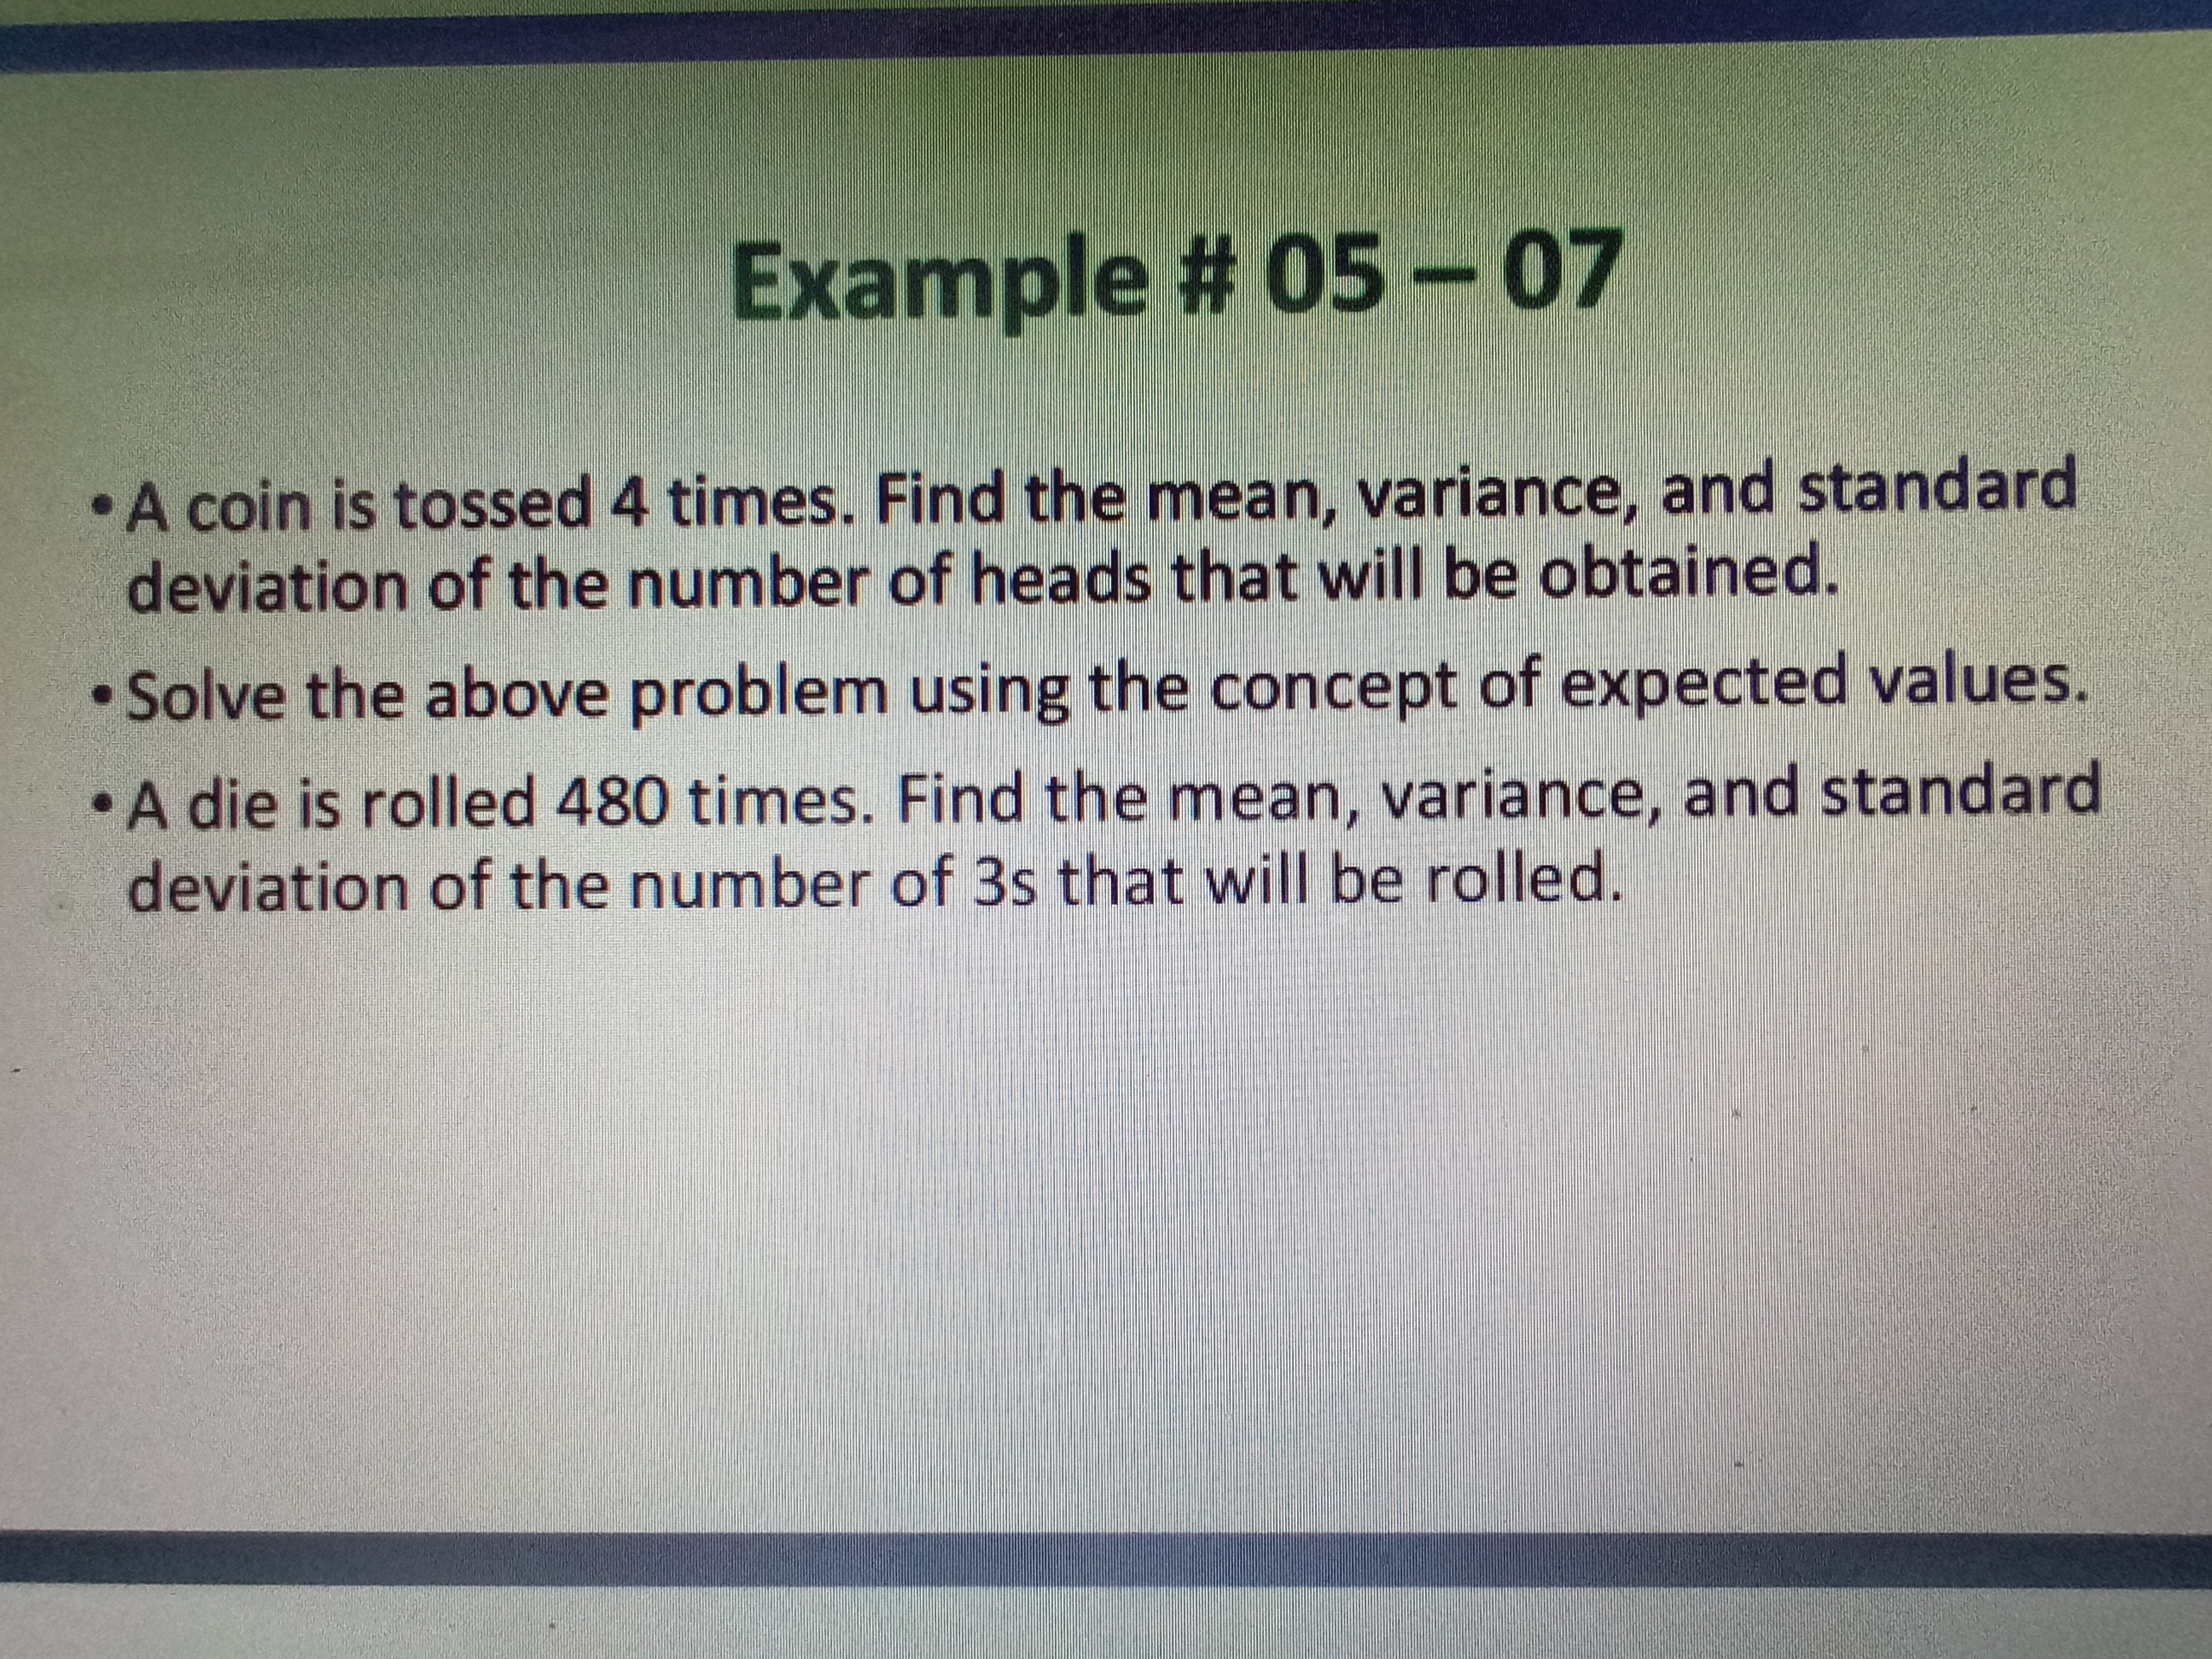 Example # 05 – 07
• A coin is tossed 4 times. Find the mean, variance, and standard
deviation of the number of heads that will be obtained.
• Solve the above problem using the concept of expected values.
• A die is rolled 480 times. Find the mean, variance, and standard
deviation of the number of 3s that will be rolled.